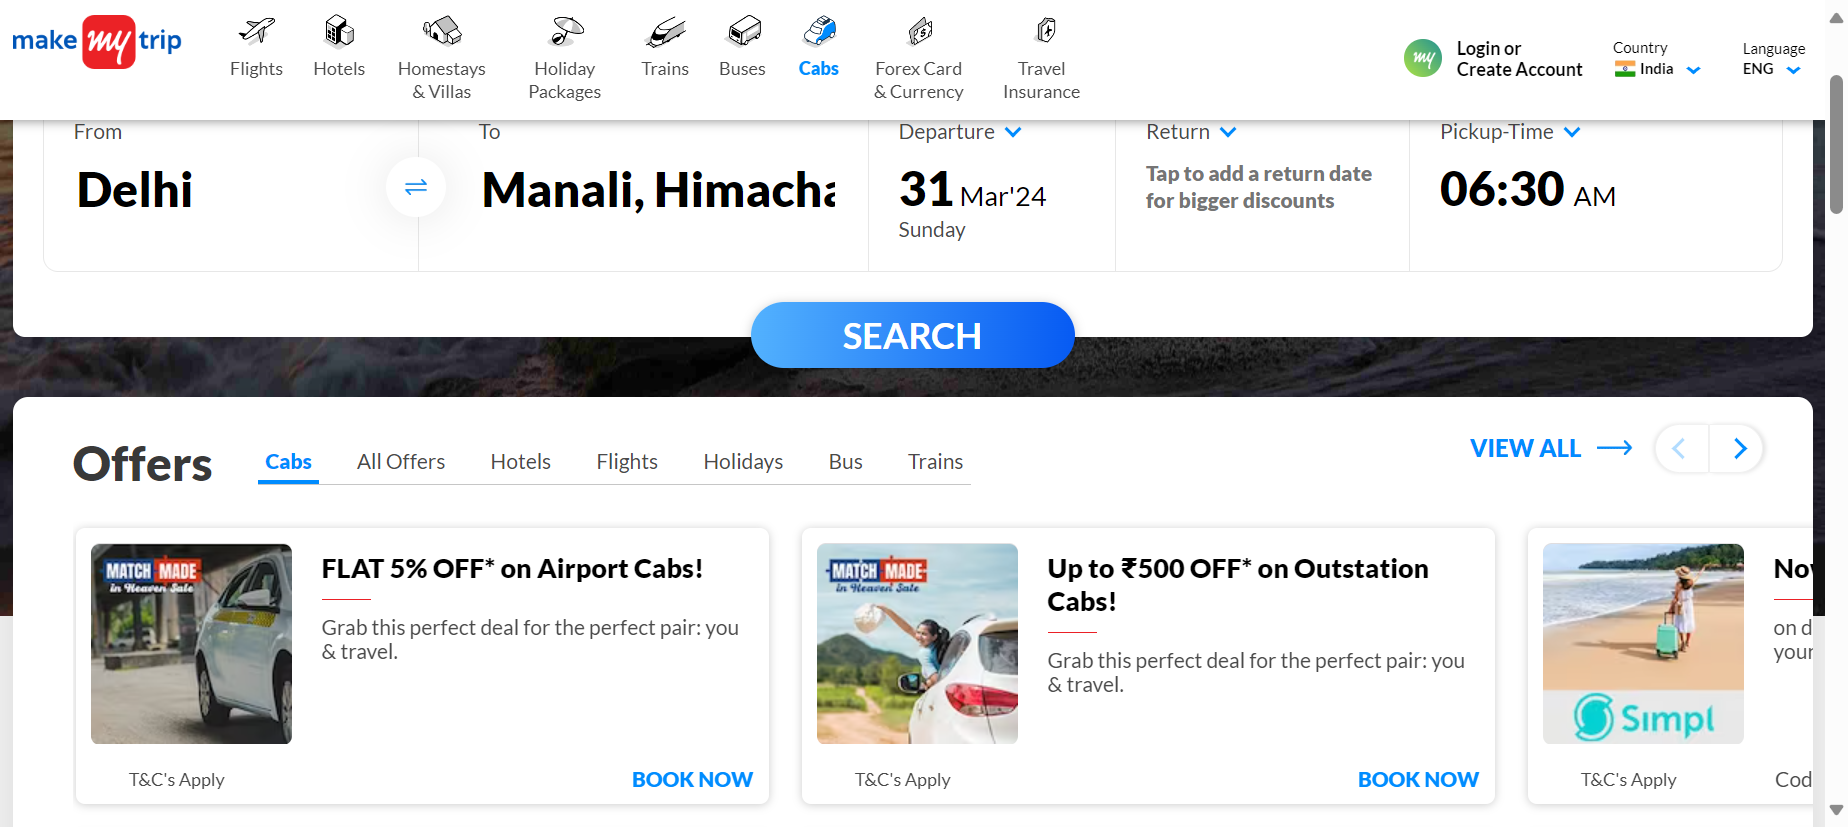 make my trip
Flights
Hotels
Homestays
& Villas
Holiday
Packages
Trains
Buses
Cabs
Forex Card
& Currency
Travel
Insurance
my
Login or
Create Account
Country
India
Language
ENG
From
Delhi
To
Manali, Himacha
Departure
31 Mar'24
Sunday
Return
Tap to add a return date
for bigger discounts
Pickup-Time
06:30 AM
SEARCH
Offers
Cabs
All Offers
Hotels
Flights
Holidays
Bus
Trains
VIEW ALL
MATCH MADE
in Heaven Sale
FLAT 5% OFF* on Airport Cabs!
Grab this perfect deal for the perfect pair: you
& travel.
T&C's Apply
BOOK NOW
MATCH MADE
in Heaven Sale
Up to ₹500 OFF* on Outstation
Cabs!
Grab this perfect deal for the perfect pair: you
& travel.
T&C's Apply
BOOK NOW
Simpl
No
on d
your
T&C's Apply
Cod